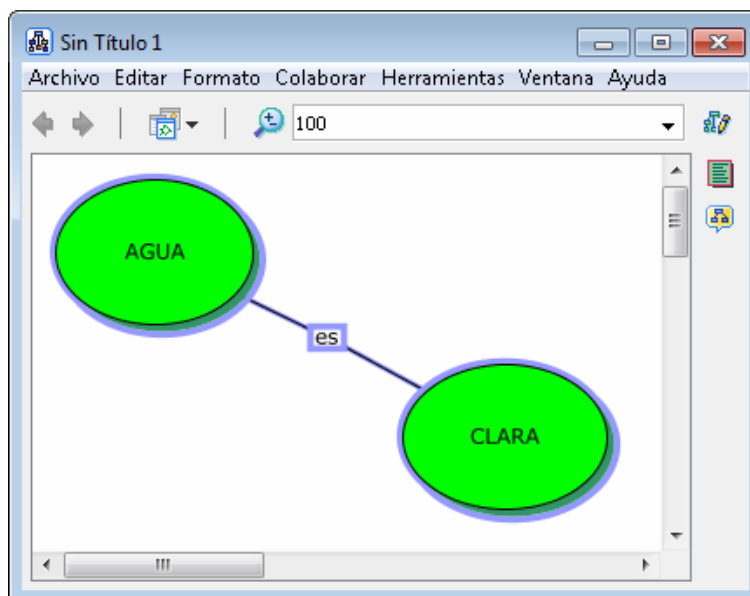 Sin Título 1
Archivo Editar Formato Colaborar Herramientas Ventana Ayuda
100
AGUA
es
CLARA